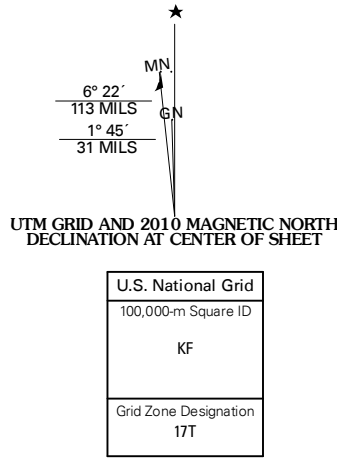 ★
MN
6° 22´
113 MILS
GN
1° 45´
31 MILS
UTM GRID AND 2010 MAGNETIC NORTH
DECLINATION AT CENTER OF SHEET
U.S. National Grid
100,000-m Square ID
KF
Grid Zone Designation
17T